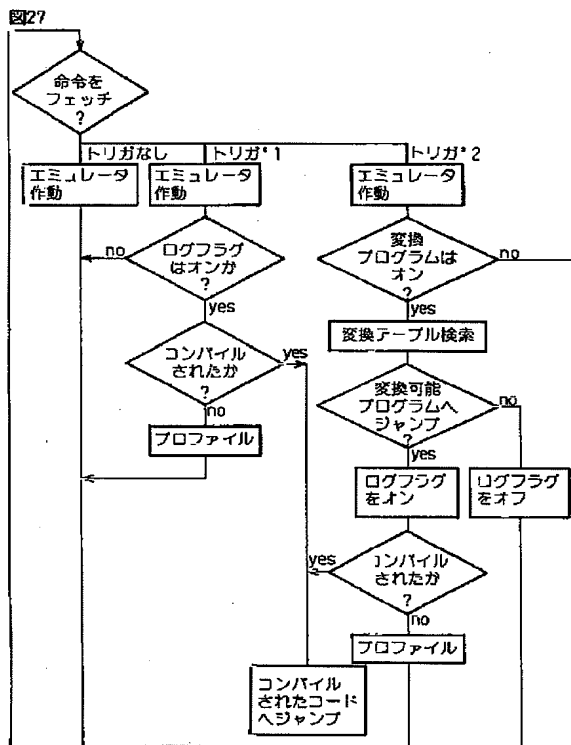 図27
命令を
フェッチ
?
トリガなし
トリガ*1
トリガ*2
エミュレータ
作動
エミュレータ
作動
エミュレータ
作動
no
ログフラグ
はオンか
?
yes
変換
プログラムは
オン
?
no
yes
変換テーブル検索
コンパイル
されたか
?
yes
no
プロファイル
変換可能
プログラムへ
ジャンプ
?
no
yes
ログフラグ
をオン
ログフラグ
をオフ
yes
コンパイル
されたか
?
no
プロファイル
コンパイル
されたコード
へジャンプ